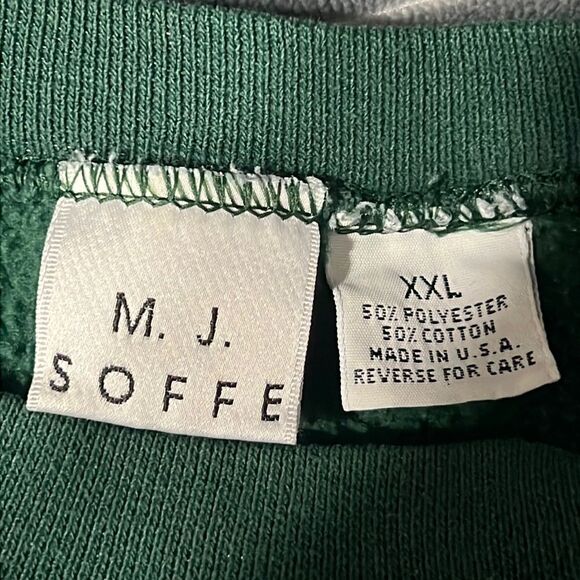 M. J.
SOFFE
XXL
50% POLYESTER
50% COTTON
MADE IN U.S.A.
REVERSE FOR CARE